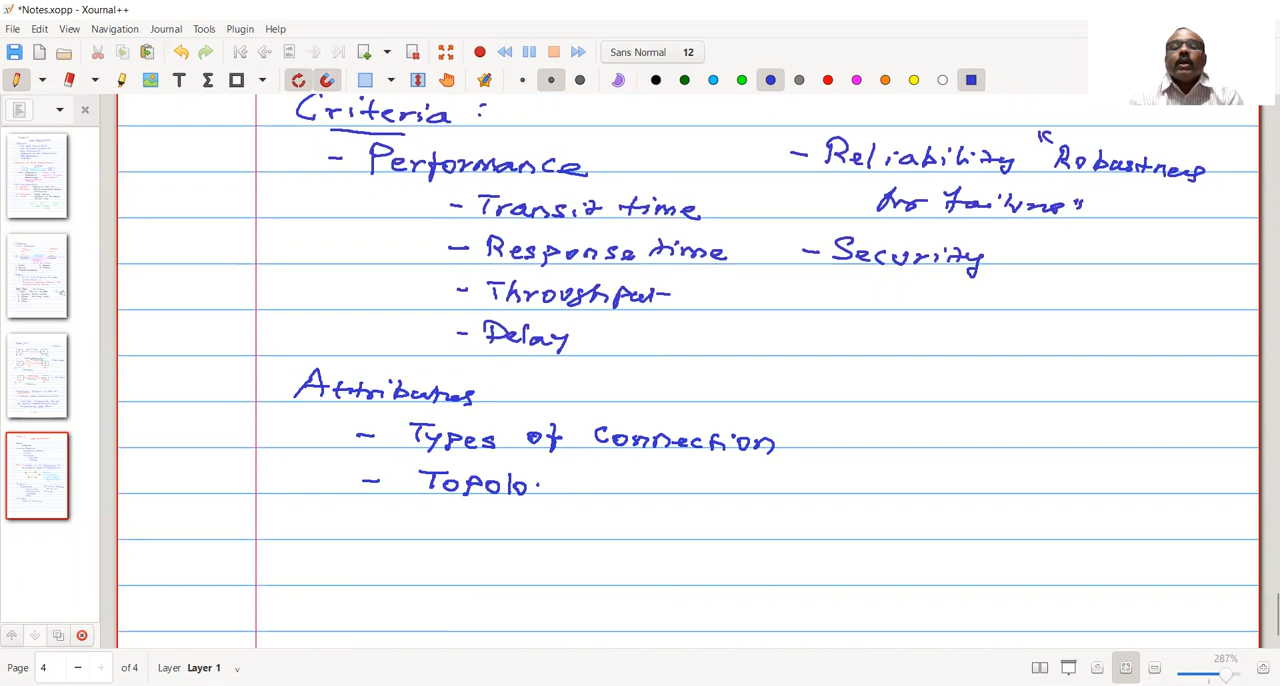 *Notes.xopp - Xournal++
File Edit View Navigation Journal Tools Plugin Help
Sans Normal 12
Criteria :
- Performance
- Transit time
- Response time
- Throughput
- Delay
- Reliability "Robustness
for failures"
- Security
Attributes
- Types of Connection
- Topolo
Page 4 of 4 Layer Layer 1
287%